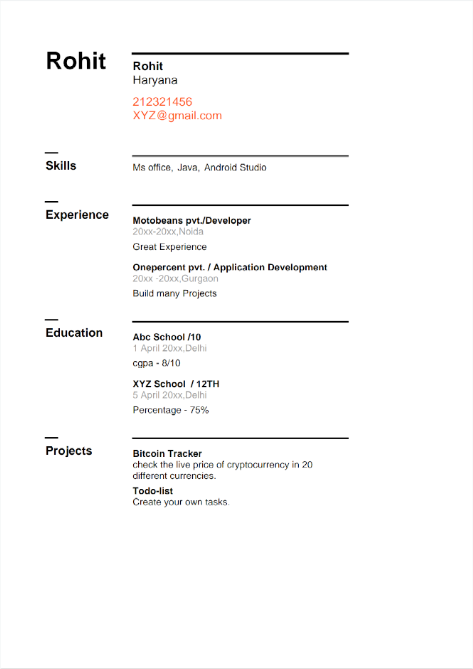 Rohit
Rohit
Haryana
212321456
XYZ@gmail.com
Skills
Ms office, Java, Android Studio
Experience
Motobeans pvt./Developer
20xx-20xx,Noida
Great Experience
Onepercent pvt. / Application Development
20xx -20xx,Gurgaon
Build many Projects
Education
Abc School /10
1 April 20xx,Delhi
cgpa - 8/10
XYZ School / 12TH
5 April 20xx,Delhi
Percentage - 75%
Projects
Bitcoin Tracker
check the live price of cryptocurrency in 20
different currencies.
Todo-list
Create your own tasks.